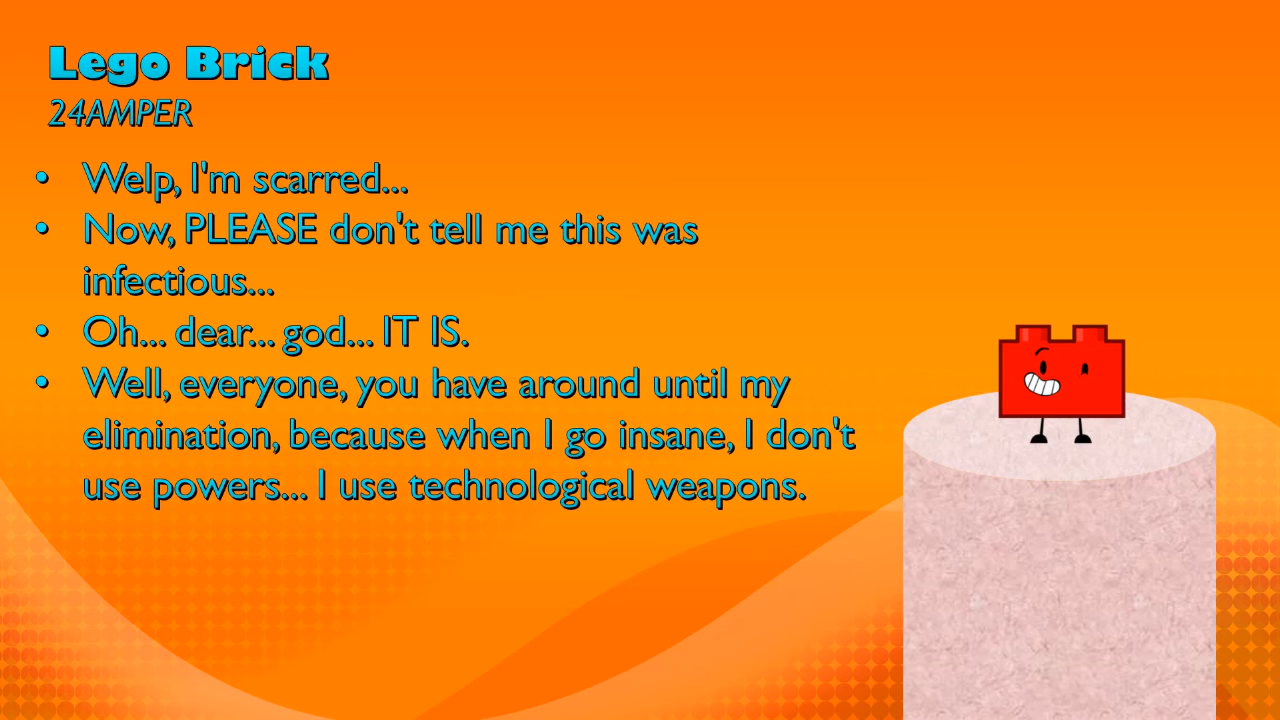 Lego Brick
24AMPER
• Welp, I'm scarred...
• Now, PLEASE don't tell me this was
infectious...
• Oh... dear... god... IT IS.
• Well, everyone, you have around until my
elimination, because when I go insane, I don't
use powers... I use technological weapons.